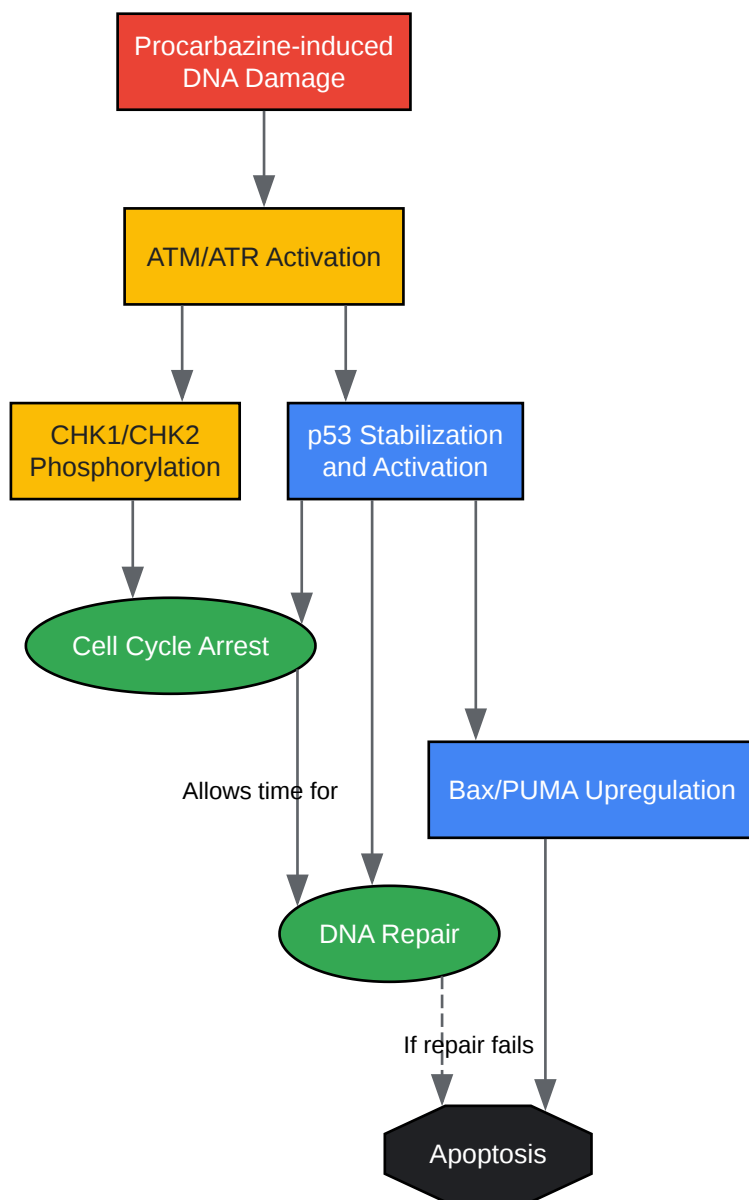 Procarbazine-induced
DNA Damage
ATM/ATR Activation
CHK1/CHK2
Phosphorylation
p53 Stabilization
and Activation
Cell Cycle Arrest
Allows time for
Bax/PUMA Upregulation
DNA Repair
If repair fails
Apoptosis